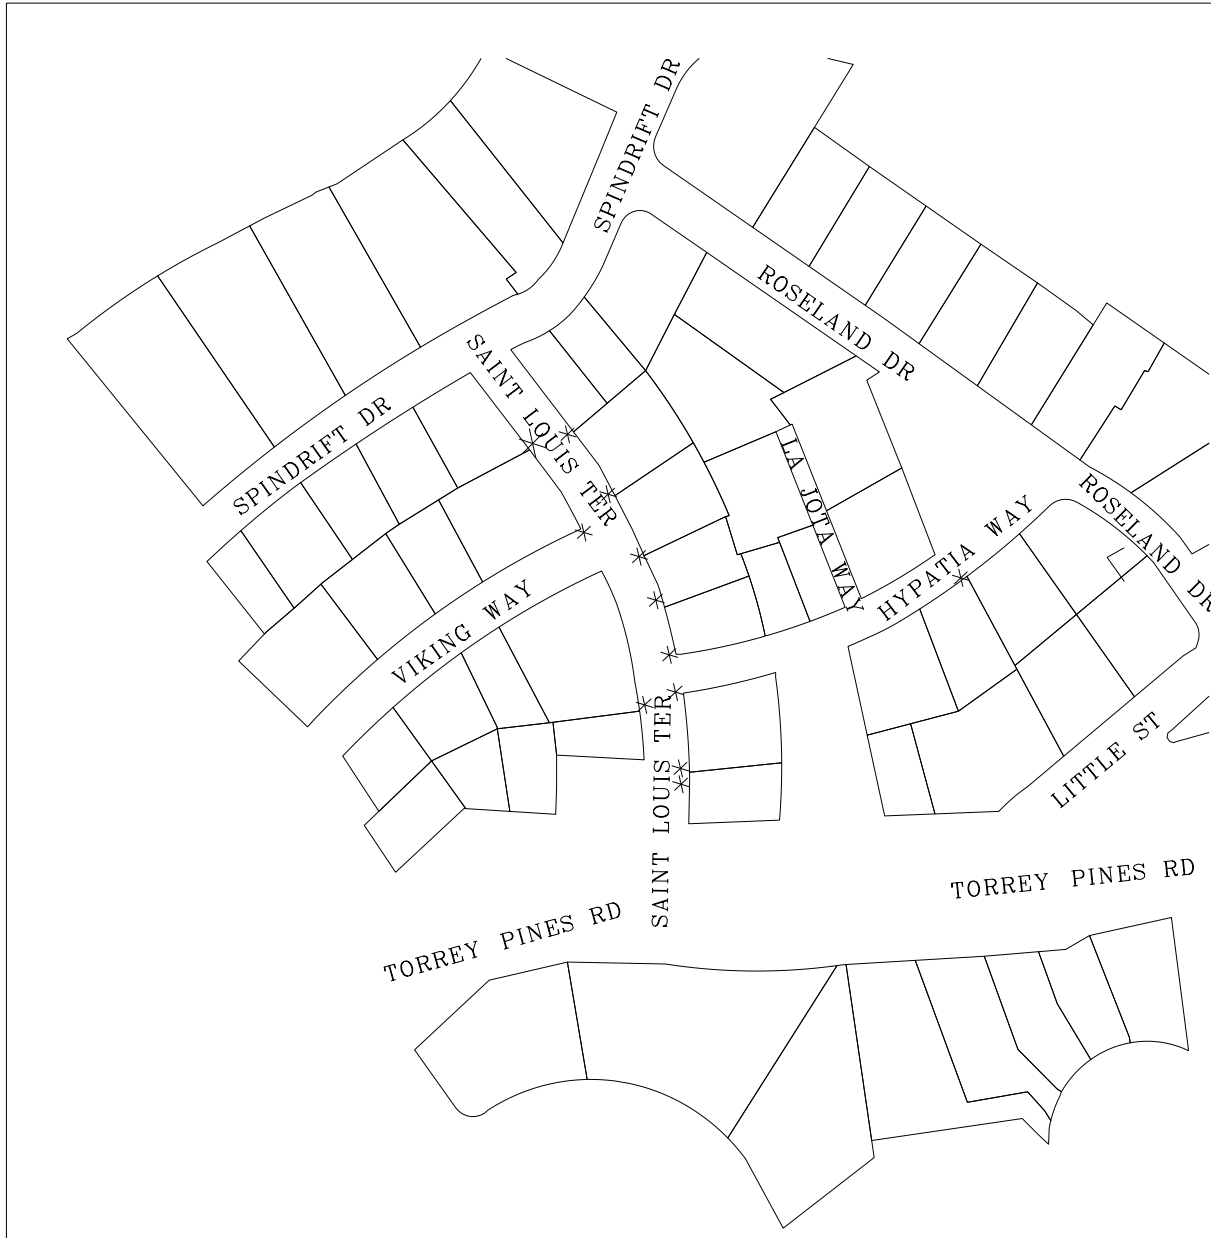 SPINDRIFT DR
ROSELAND DR
SAINT LOUIS TER
SPINDRIFT DR
LA JOTA WAY
ROSELAND DR
HYPATIA WAY
VIKING WAY
SAINT LOUIS TER
LITTLE ST
TORREY PINES RD
TORREY PINES RD